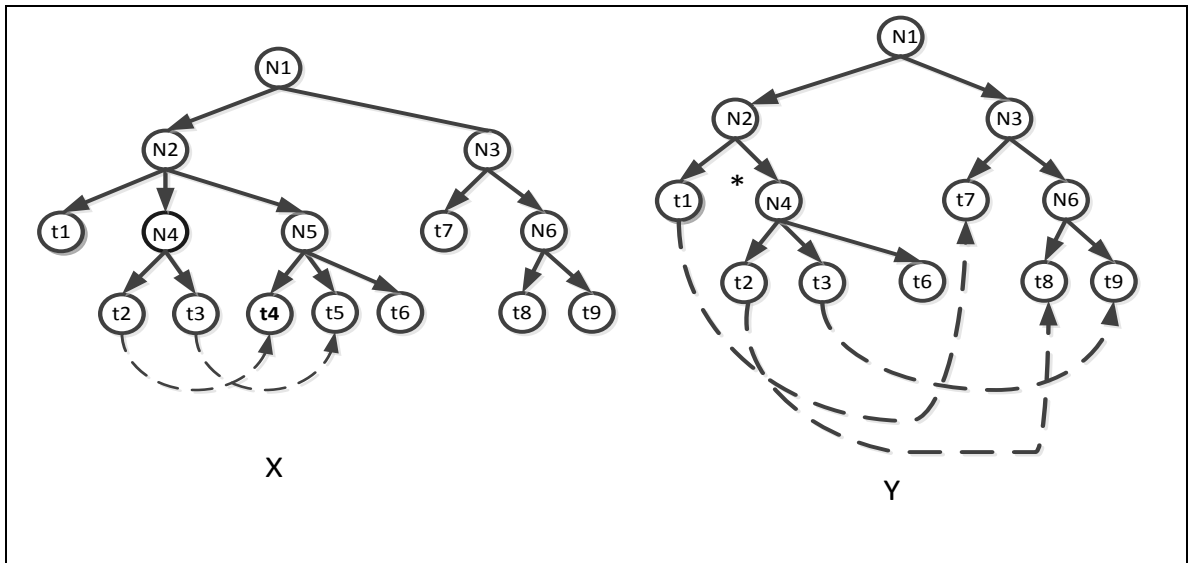 N1
N2 N3
t1 N4 N5 t7 N6
t2 t3 t4 t5 t6 t8 t9
X
N1
N2 N3
t1 * N4 t7 N6
t2 t3 t6 t8 t9
Y